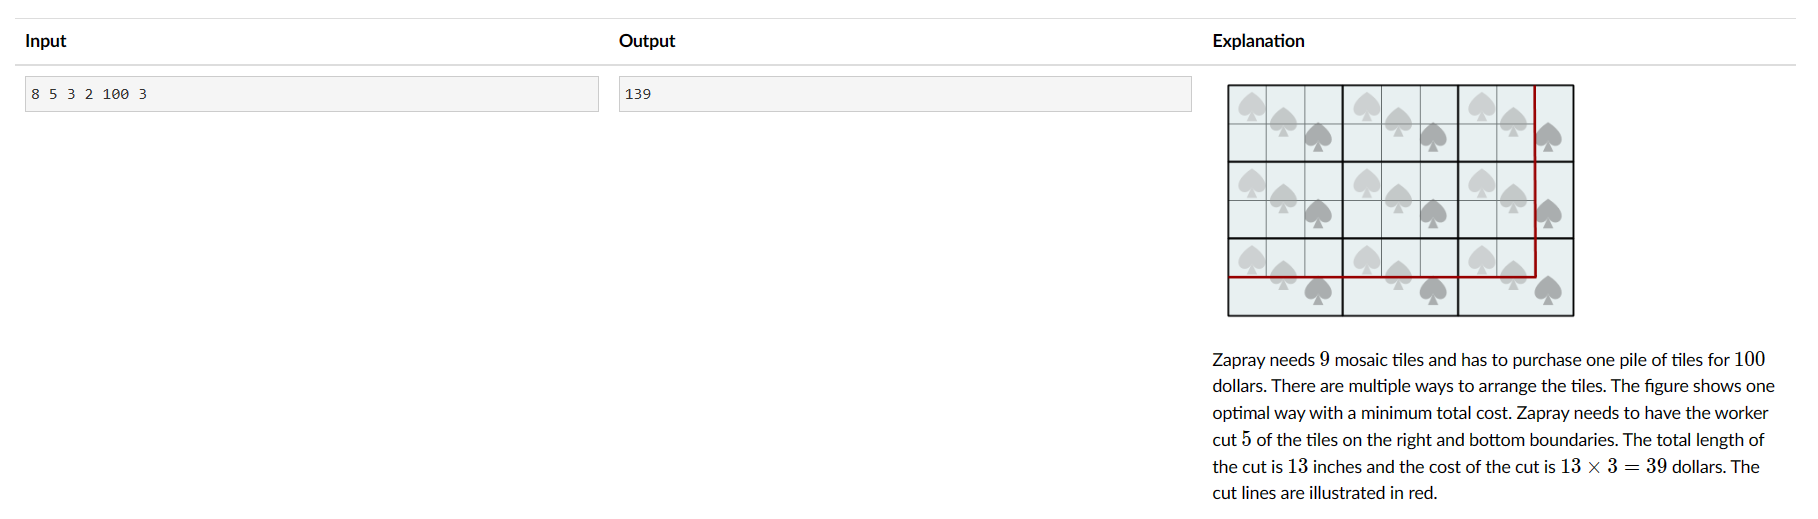 Input Output Explanation
8 5 3 2 100 3 139
Zapray needs 9 mosaic tiles and has to purchase one pile of tiles for 100
dollars. There are multiple ways to arrange the tiles. The figure shows one
optimal way with a minimum total cost. Zapray needs to have the worker
cut 5 of the tiles on the right and bottom boundaries. The total length of
the cut is 13 inches and the cost of the cut is 13 × 3 = 39 dollars. The
cut lines are illustrated in red.